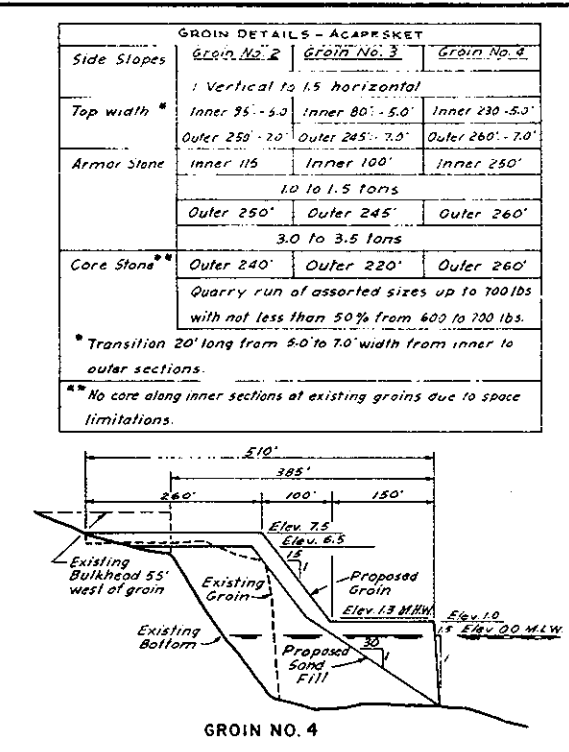 GROIN DETAILS - ACAPESKET
Side Slopes Groin No. 2 Groin No. 3 Groin No. 4
1 Vertical to 1.5 horizontal
Top width * Inner 95'-5.0 Inner 80'-5.0' Inner 230-5.0'
Outer 250'-7.0' Outer 245'-7.0' Outer 260'-7.0'
Armor Stone Inner 115 Inner 100' Inner 250'
1.0 to 1.5 tons
Outer 250' Outer 245' Outer 260'
3.0 to 3.5 tons
Core Stone** Outer 240' Outer 220' Outer 260'
Quarry run of assorted sizes up to 700 lbs
with not less than 50% from 600 to 700 lbs.
* Transition 20' long from 5.0' to 7.0' width from inner to
outer sections.
** No core along inner sections at existing groins due to space
limitations.
510'
385'
260' 100' 150'
Elev. 7.5
Elev. 6.5
1.5
1
Existing
Bulkhead 55'
west of groin
Existing
Groin
Proposed
Groin
Elev. 1.3 M.H.W.
Elev. 1.0
1.5 Elev. 0.0 M.L.W.
1
Existing
Bottom
30
1
Proposed
Sand
Fill
GROIN NO. 4